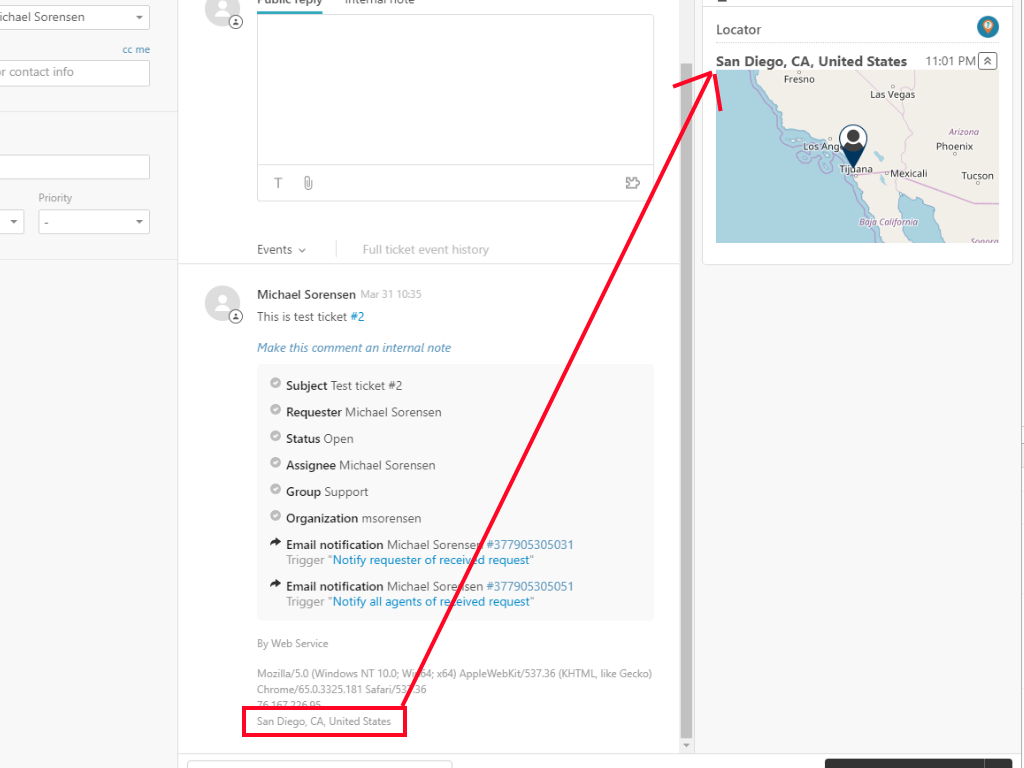 ichael Sorensen
cc me
or contact info
Priority
-
Public reply
Internal note
T
Events
Full ticket event history
Michael Sorensen Mar 31 10:35
This is test ticket #2
Make this comment an internal note
Subject Test ticket #2
Requester Michael Sorensen
Status Open
Assignee Michael Sorensen
Group Support
Organization msorensen
Email notification Michael Sorensen #377905305031
Trigger "Notify requester of received request"
Email notification Michael Sorensen #377905305051
Trigger "Notify all agents of received request"
By Web Service
Mozilla/5.0 (Windows NT 10.0; Win64; x64) AppleWebKit/537.36 (KHTML, like Gecko)
Chrome/65.0.3325.181 Safari/537.36
76.167.226.95
San Diego, CA, United States
Locator
San Diego, CA, United States 11:01 PM
Fresno
Las Vegas
Arizona
Los Ang
Phoenix
Tijuana
Mexicali
Tucson
Baja California
Sonora